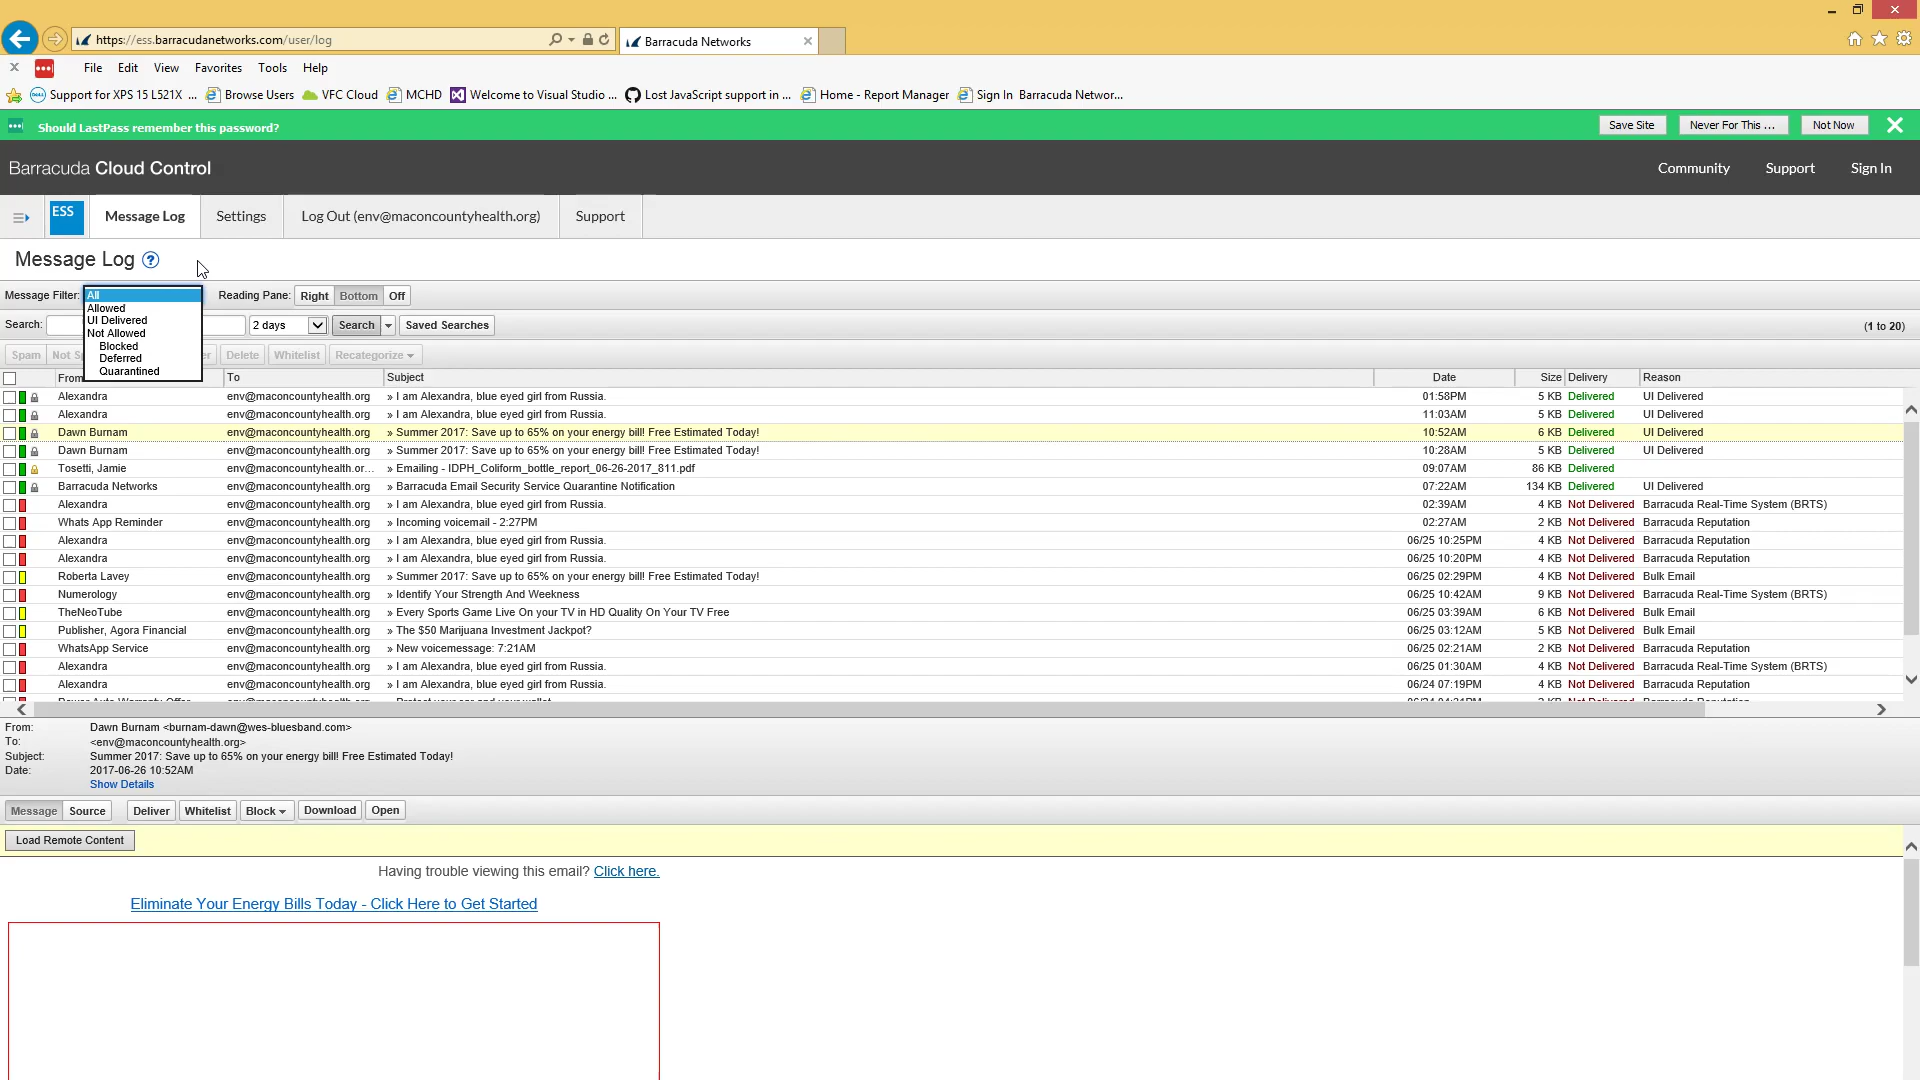 https://ess.barracudanetworks.com/user/log
Barracuda Networks
File Edit View Favorites Tools Help
Support for XPS 15 L521X ... Browse Users VFC Cloud MCHD Welcome to Visual Studio ... Lost JavaScript support in ... Home - Report Manager Sign In Barracuda Networ...
Should LastPass remember this password? Save Site Never For This ... Not Now
Barracuda Cloud Control Community Support Sign In
ESS Message Log Settings Log Out (env@maconcountyhealth.org) Support
Message Log ?
Message Filter: All Reading Pane: Right Bottom Off
Allowed
UI Delivered
Not Allowed
Blocked
Deferred
Quarantined
Search: 2 days Search Saved Searches (1 to 20)
Spam Delete Whitelist Recategorize
From To Subject Date Size Delivery Reason
Alexandra env@maconcountyhealth.org » I am Alexandra, blue eyed girl from Russia. 01:58PM 5 KB Delivered UI Delivered
Alexandra env@maconcountyhealth.org » I am Alexandra, blue eyed girl from Russia. 11:03AM 5 KB Delivered UI Delivered
Dawn Burnam env@maconcountyhealth.org » Summer 2017: Save up to 65% on your energy bill! Free Estimated Today! 10:52AM 6 KB Delivered UI Delivered
Dawn Burnam env@maconcountyhealth.org » Summer 2017: Save up to 65% on your energy bill! Free Estimated Today! 10:28AM 5 KB Delivered UI Delivered
Tosetti, Jamie env@maconcountyhealth.or... » Emailing - IDPH_Coliform_bottle_report_06-26-2017_811.pdf 09:07AM 86 KB Delivered
Barracuda Networks env@maconcountyhealth.org » Barracuda Email Security Service Quarantine Notification 07:22AM 134 KB Delivered UI Delivered
Alexandra env@maconcountyhealth.org » I am Alexandra, blue eyed girl from Russia. 02:39AM 4 KB Not Delivered Barracuda Real-Time System (BRTS)
Whats App Reminder env@maconcountyhealth.org » Incoming voicemail - 2:27PM 02:27AM 2 KB Not Delivered Barracuda Reputation
Alexandra env@maconcountyhealth.org » I am Alexandra, blue eyed girl from Russia. 06/25 10:25PM 4 KB Not Delivered Barracuda Reputation
Alexandra env@maconcountyhealth.org » I am Alexandra, blue eyed girl from Russia. 06/25 10:20PM 4 KB Not Delivered Barracuda Reputation
Roberta Lavey env@maconcountyhealth.org » Summer 2017: Save up to 65% on your energy bill! Free Estimated Today! 06/25 02:29PM 4 KB Not Delivered Bulk Email
Numerology env@maconcountyhealth.org » Identify Your Strength And Weekness 06/25 10:42AM 9 KB Not Delivered Barracuda Real-Time System (BRTS)
TheNeoTube env@maconcountyhealth.org » Every Sports Game Live On your TV in HD Quality On Your TV Free 06/25 03:39AM 6 KB Not Delivered Bulk Email
Publisher, Agora Financial env@maconcountyhealth.org » The $50 Marijuana Investment Jackpot? 06/25 03:12AM 5 KB Not Delivered Bulk Email
WhatsApp Service env@maconcountyhealth.org » New voicemessage: 7:21AM 06/25 02:21AM 2 KB Not Delivered Barracuda Reputation
Alexandra env@maconcountyhealth.org » I am Alexandra, blue eyed girl from Russia. 06/25 01:30AM 4 KB Not Delivered Barracuda Real-Time System (BRTS)
Alexandra env@maconcountyhealth.org » I am Alexandra, blue eyed girl from Russia. 06/24 07:19PM 4 KB Not Delivered Barracuda Reputation
From: Dawn Burnam <burnam-dawn@wes-bluesband.com>
To: <env@maconcountyhealth.org>
Subject: Summer 2017: Save up to 65% on your energy bill! Free Estimated Today!
Date: 2017-06-26 10:52AM
Show Details
Message Source Deliver Whitelist Block Download Open
Load Remote Content
Having trouble viewing this email? Click here.
Eliminate Your Energy Bills Today - Click Here to Get Started